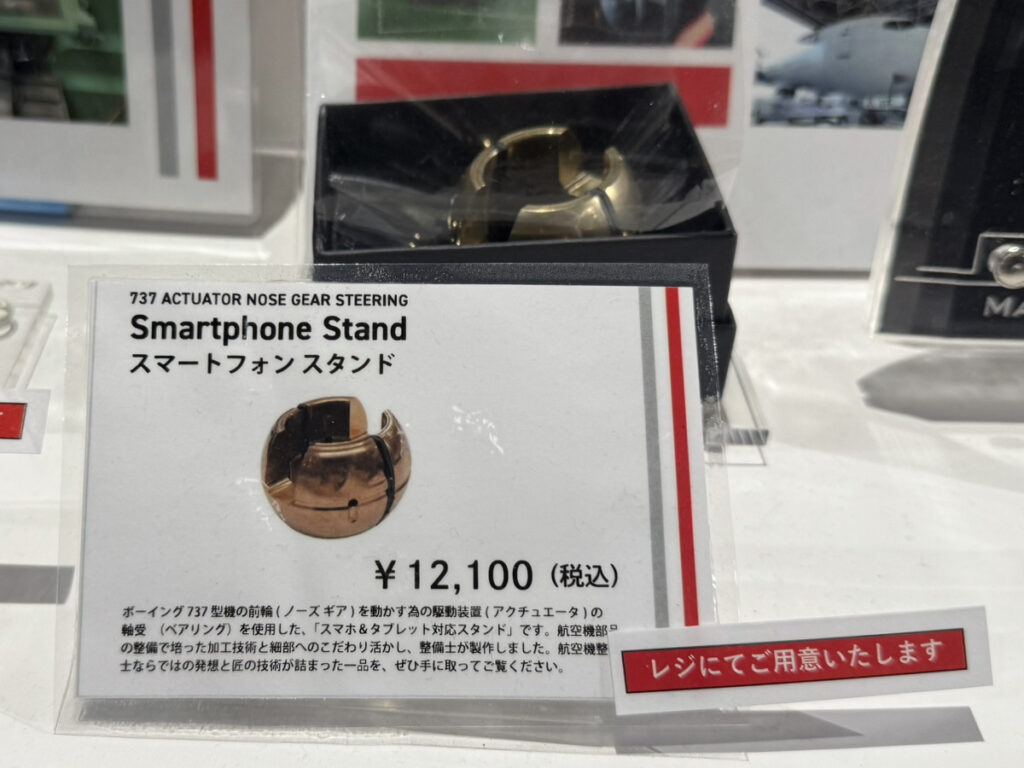 737 ACTUATOR NOSE GEAR STEERING
Smartphone Stand
スマートフォン スタンド
¥12,100（税込）
ボーイング 737 型機の前輪 ( ノーズ ギア ) を動かす為の駆動装置 ( アクチュエータ ) の
軸受 （ベアリング）を使用した、「スマホ＆タブレット対応スタンド」です。航空機部品
の整備で培った加工技術と細部へのこだわり活かし、整備士が製作しました。航空機整
士ならではの発想と匠の技術が詰まった一品を、ぜひ手に取ってご覧ください。
レジにてご用意いたします
MA